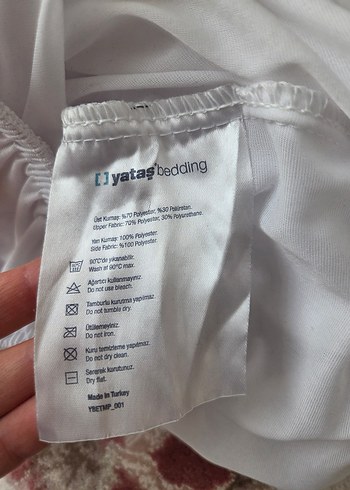 yataş bedding
Üst Kumaş: %70 Polyester, %30 Poliüretan.
Upper Fabric: 70% Polyester, 30% Polyurethans
Yan Kumaş: 100% Polyester.
Side Fabric: %100 Polyester.
90°C'de yıkanabilir.
Wash at 90°C max.
Ağartıcı kullanmayınız.
Do not use bleach.
Tamburlu kurutma yapılmaz.
Do not tumble dry.
Ütülemeyiniz.
Do not iron.
Kuru temizleme yapılmaz.
Do not dry clean.
Sererek kurutunuz.
Dry flat.
Made in Turkey
YBETMP_001